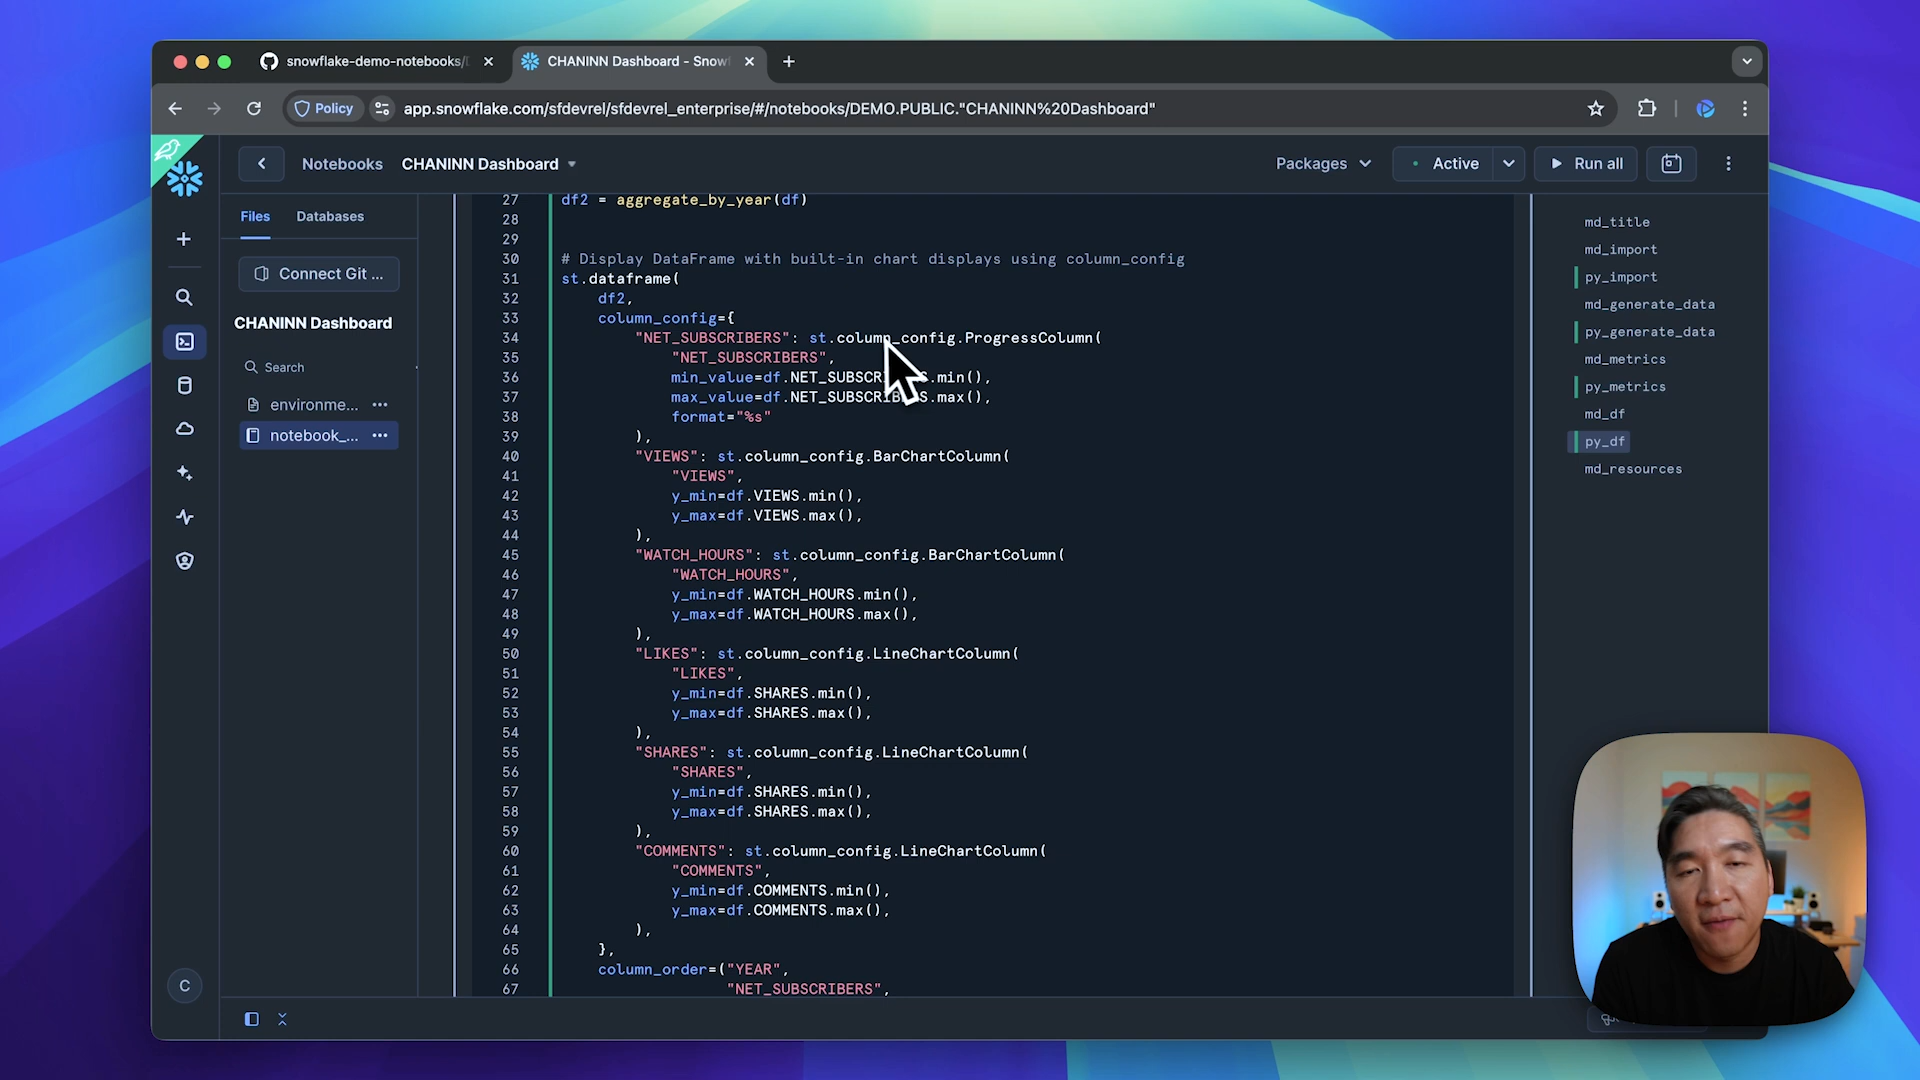 snowflake-demo-notebooks/
CHANINN Dashboard - Snowf
Policy
app.snowflake.com/sfdevrel/sfdevrel_enterprise/#/notebooks/DEMO.PUBLIC."CHANINN%20Dashboard"
Notebooks
CHANINN Dashboard
Packages
Active
Run all
Files
Databases
Connect Git ...
CHANINN Dashboard
Search
environme...
notebook_...
C
27 df2 = aggregate_by_year(df)
28
29
30 # Display DataFrame with built-in chart displays using column_config
31 st.dataframe(
32 df2,
33 column_config={
34 "NET_SUBSCRIBERS": st.column_config.ProgressColumn(
35 "NET_SUBSCRIBERS",
36 min_value=df.NET_SUBSCR .min(),
37 max_value=df.NET_SUBSCRIB S.max(),
38 format="%s"
39 ),
40 "VIEWS": st.column_config.BarChartColumn(
41 "VIEWS",
42 y_min=df.VIEWS.min(),
43 y_max=df.VIEWS.max(),
44 ),
45 "WATCH_HOURS": st.column_config.BarChartColumn(
46 "WATCH_HOURS",
47 y_min=df.WATCH_HOURS.min(),
48 y_max=df.WATCH_HOURS.max(),
49 ),
50 "LIKES": st.column_config.LineChartColumn(
51 "LIKES",
52 y_min=df.SHARES.min(),
53 y_max=df.SHARES.max(),
54 ),
55 "SHARES": st.column_config.LineChartColumn(
56 "SHARES",
57 y_min=df.SHARES.min(),
58 y_max=df.SHARES.max(),
59 ),
60 "COMMENTS": st.column_config.LineChartColumn(
61 "COMMENTS",
62 y_min=df.COMMENTS.min(),
63 y_max=df.COMMENTS.max(),
64 ),
65 },
66 column_order=("YEAR",
67 "NET_SUBSCRIBERS",
md_title
md_import
py_import
md_generate_data
py_generate_data
md_metrics
py_metrics
md_df
py_df
md_resources